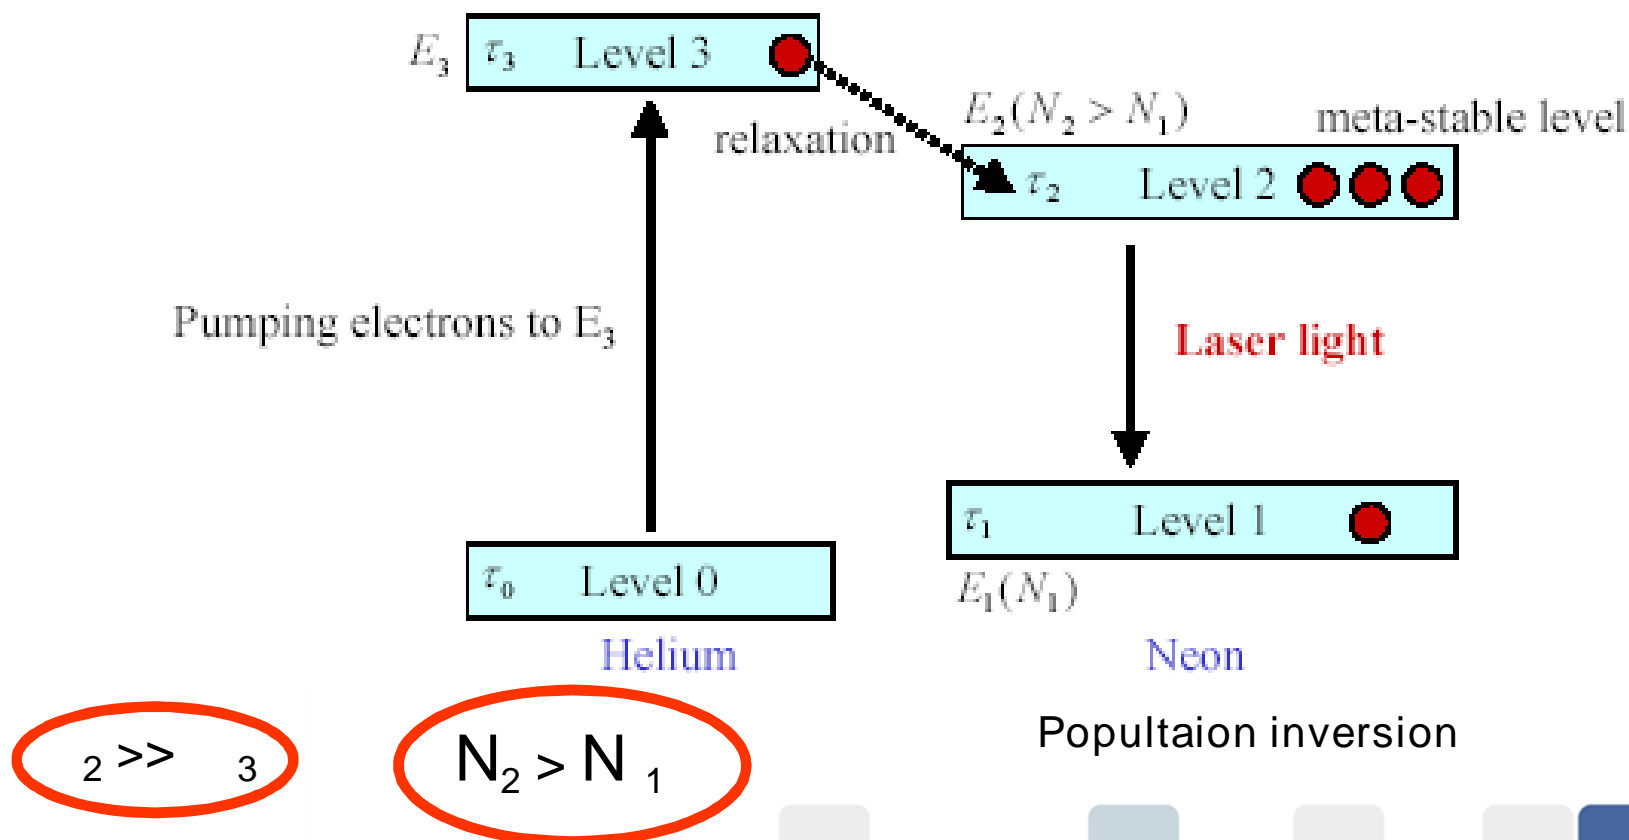 E₃ τ₃ Level 3
E₂(N₂ > N₁) meta-stable level
relaxation
τ₂ Level 2
Pumping electrons to E₃
Laser light
τ₁ Level 1
τ₀ Level 0
E₁(N₁)
Helium Neon
Popultaion inversion
₂ >> ₃ N₂ > N ₁